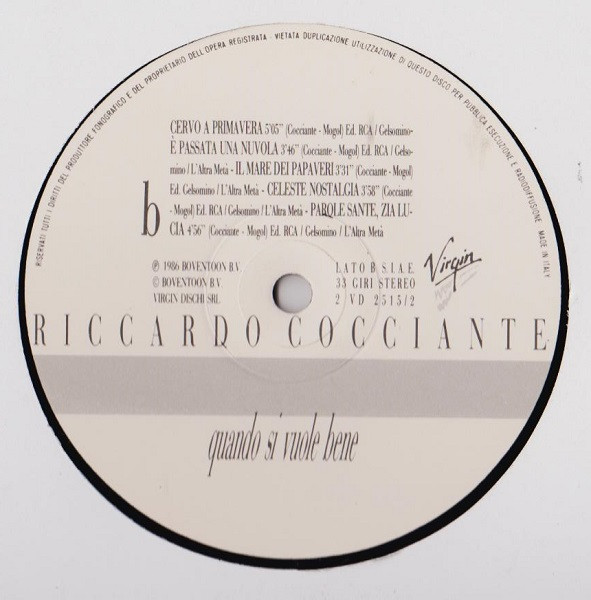 RISERVATI TUTTI I DIRITTI DEL PRODUTTORE FONOGRAFICO E DEL PROPRIETARIO DELL'OPERA REGISTRATA - VIETATA DUPLICAZIONE UTILIZZAZIONE DI QUESTO DISCO PER PUBBLICA ESECUZIONE E RADIODIFFUSIONE MADE IN ITALY
CERVO A PRIMAVERA 5'05" (Cocciante - Mogol) Ed. RCA / Gelsomino-
È PASSATA UNA NUVOLA 3'46" (Cocciante - Mogol) Ed. RCA / Gelso-
mino / L'Altra Metà - IL MARE DEI PAPAVERI 3'31" (Cocciante - Mogol)
Ed. Gelsomino / L'Altra Metà - CELESTE NOSTALGIA 3'58" (Cocciante
- Mogol) Ed. RCA / Gelsomino / L'Altra Metà - PAROLE SANTE, ZIA LU-
CIA 4'56" (Cocciante - Mogol) Ed. RCA / Gelsomino / L'Altra Metà
b
℗ 1986 BOVENTOON B.V.
© BOVENTOON B.V.
VIRGIN DISCHI SRL
LATO B S.I.A.E.
33 GIRI STEREO
2 VD 2515/2
Virgin
RICCARDO COCCIANTE
quando si vuole bene